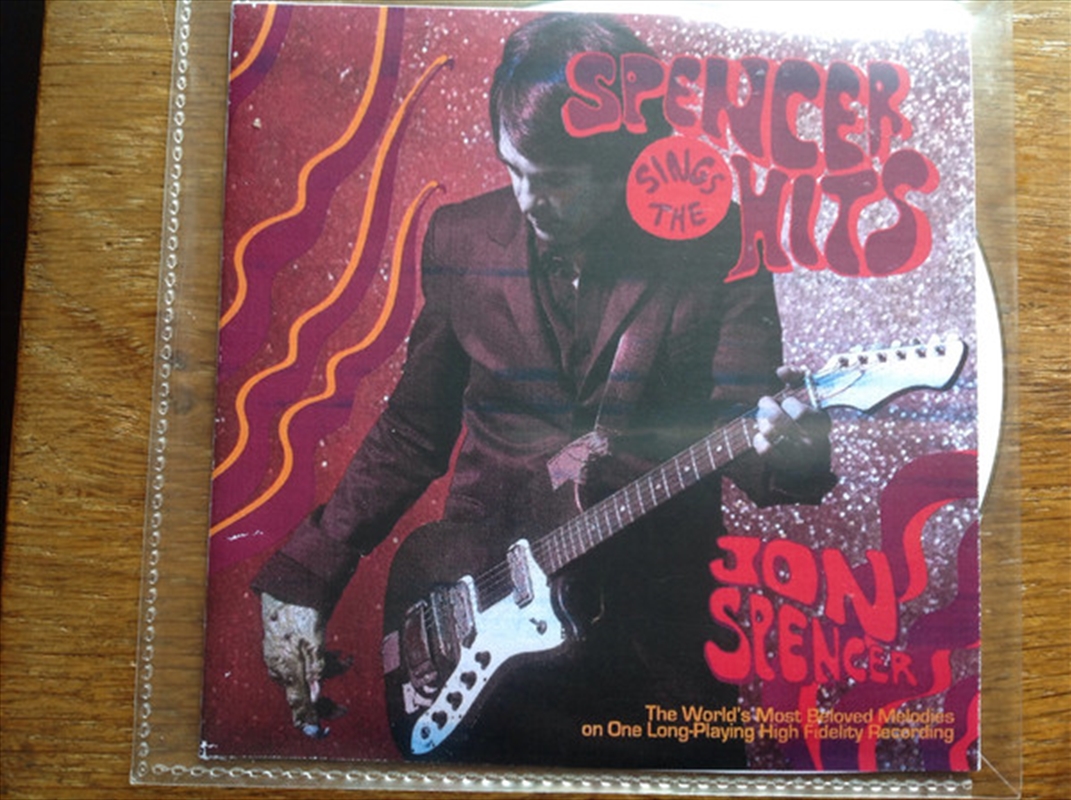 SPENCER
SINGS
THE
HITS
JON
SPENCER
The World's Most Beloved Melodies
on One Long-Playing High Fidelity Recording